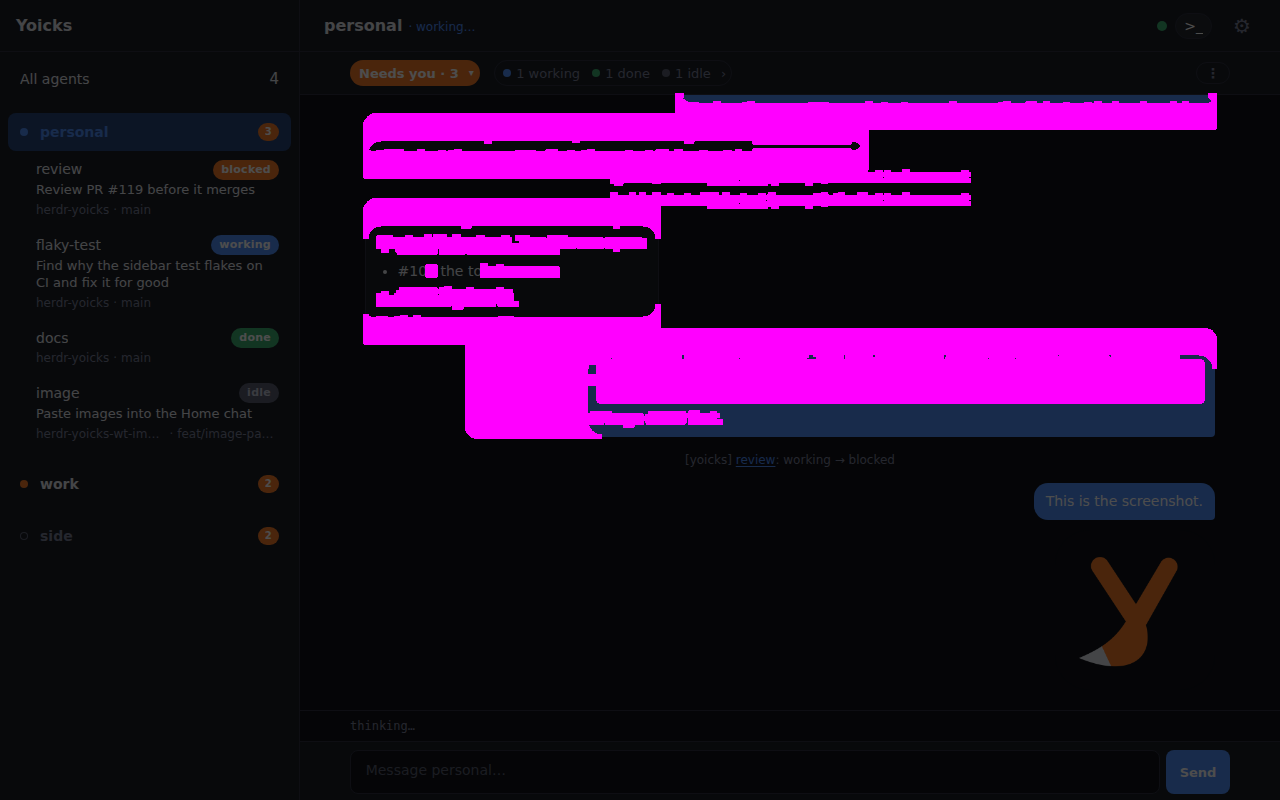 Yoicks
personal · working…
>_
All agents 4
Needs you · 3
1 working 1 done 1 idle ›
personal 3
review blocked
Review PR #119 before it merges
herdr-yoicks · main
flaky-test working
Find why the sidebar test flakes on
CI and fix it for good
herdr-yoicks · main
docs done
herdr-yoicks · main
image idle
Paste images into the Home chat
herdr-yoicks-wt-im… · feat/image-pa…
work 2
side 2
the
[yoicks] review: working → blocked
This is the screenshot.
thinking…
Message personal…
Send